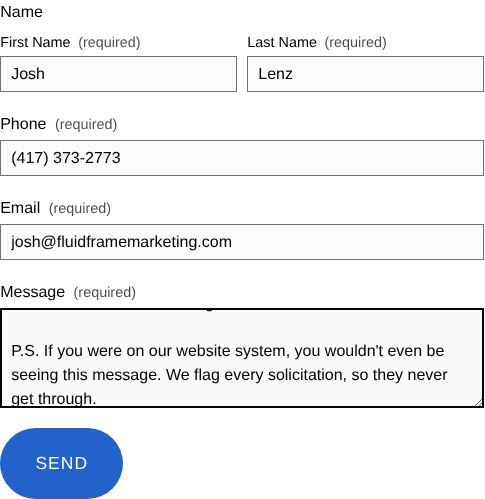 Name
First Name (required) Last Name (required)
Josh Lenz
Phone (required)
(417) 373-2773
Email (required)
josh@fluidframemarketing.com
Message (required)
P.S. If you were on our website system, you wouldn't even be
seeing this message. We flag every solicitation, so they never
get through.
SEND